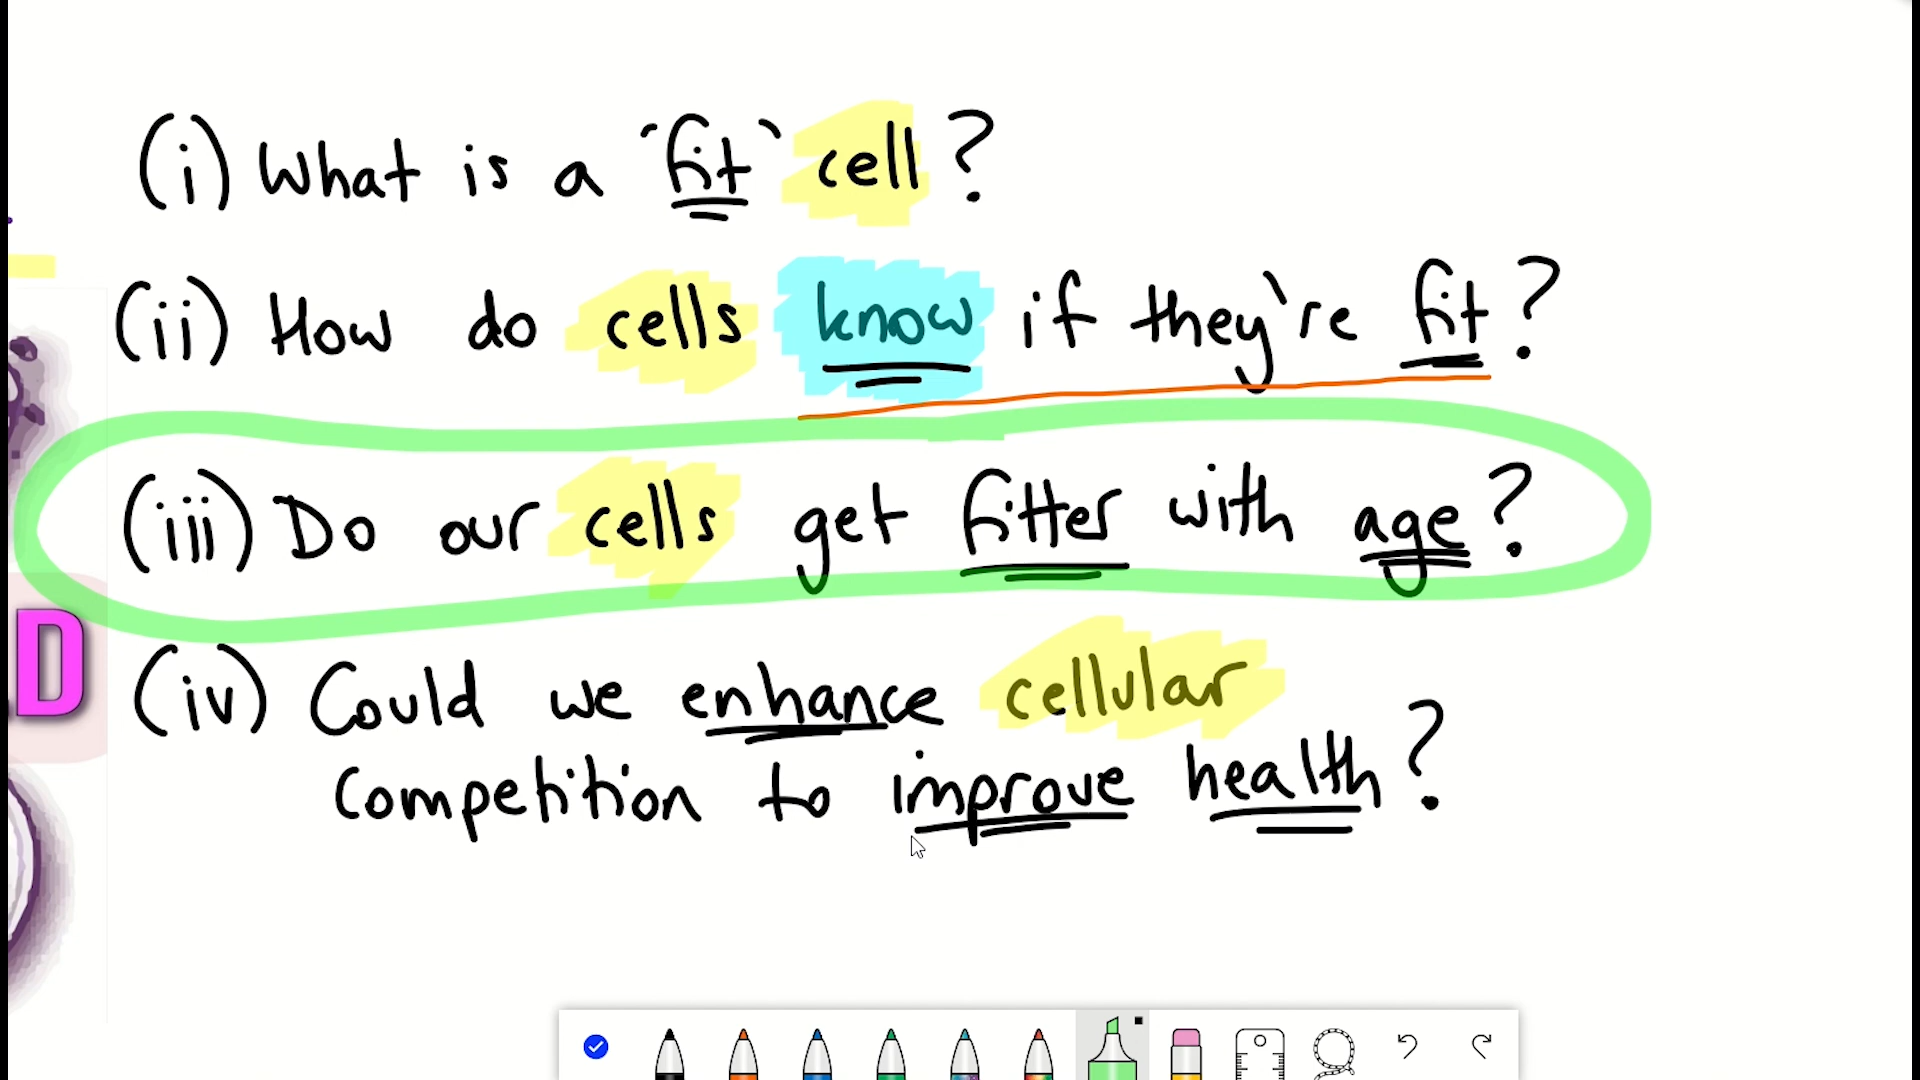 (i) What is a ‘fit’ cell?
(ii) How do cells know if they're fit?
(iii) Do our cells get fitter with age?
D
(iv) Could we enhance cellular
competition to improve health?